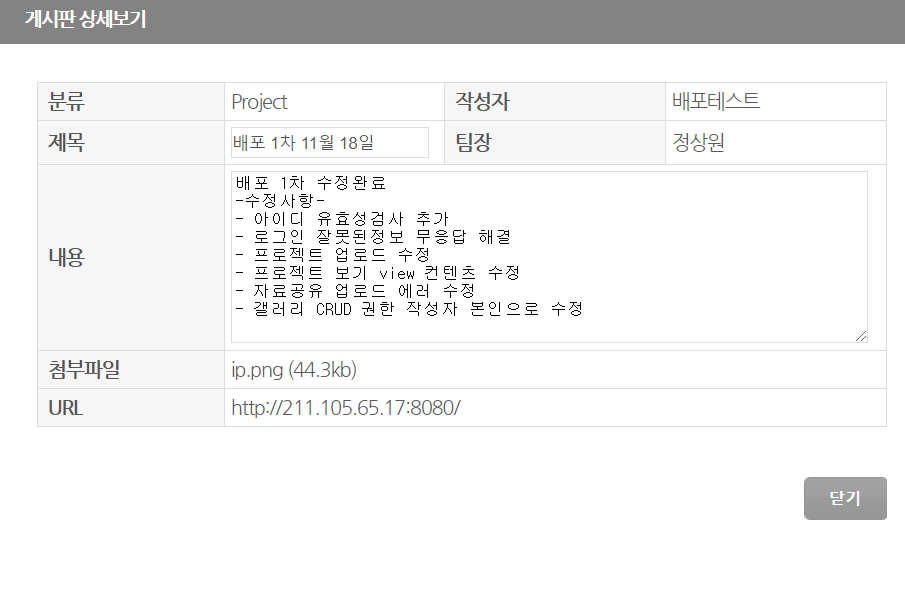 게시판 상세보기
분류 Project 작성자 배포테스트
제목 배포 1차 11월 18일 팀장 정상원
내용
배포 1차 수정완료
-수정사항-
- 아이디 유효성검사 추가
- 로그인 잘못된정보 무응답 해결
- 프로젝트 업로드 수정
- 프로젝트 보기 view 컨텐츠 수정
- 자료공유 업로드 에러 수정
- 갤러리 CRUD 권한 작성자 본인으로 수정
첨부파일 ip.png (44.3kb)
URL http://211.105.65.17:8080/
닫기